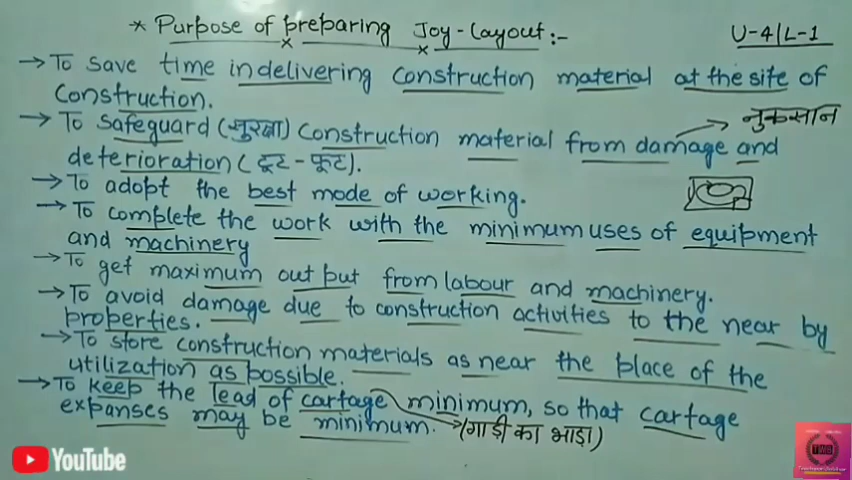 * Purpose of preparing Joy-Layout :-
U-4/L-1
→ To save time in delivering construction material at the site of
construction.
→ To safeguard (सुरक्षा) construction material from damage and
नुकसान
deterioration (टूट-फूट).
→ To adopt the best mode of working.
→ To complete the work with the minimum uses of equipment
and machinery
→ To get maximum out put from labour and machinery.
→ To avoid damage due to construction activities to the near by
properties.
→ To store construction materials as near the place of the
utilization as possible.
→ To keep the lead of cartage minimum, so that cartage
expanses may be minimum.
(गाड़ी का भाड़ा)
YouTube